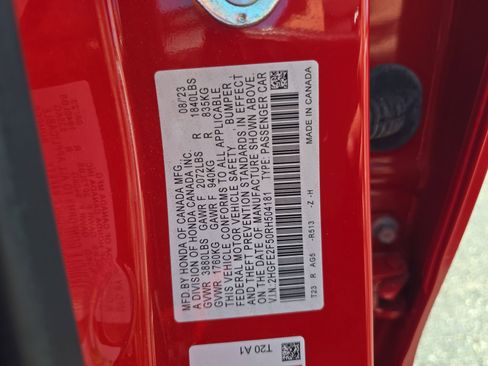 MFD. BY HONDA OF CANADA MFG.,
A DIVISION OF HONDA CANADA INC. 09/23
GVWR 3880LBS GAWR F 2072LBS R 1840LBS
GVWR 1760KG GAWR F 940KG R 835KG
THIS VEHICLE CONFORMS TO ALL APPLICABLE
FEDERAL MOTOR VEHICLE SAFETY, BUMPER,
AND THEFT PREVENTION STANDARDS IN EFFECT
ON THE DATE OF MANUFACTURE SHOWN ABOVE.
V.I.N. 2HGFE2F50RH504181 TYPE: PASSENGER CAR
T23 R AG5 -R513 -Z -H MADE IN CANADA
T20 A1